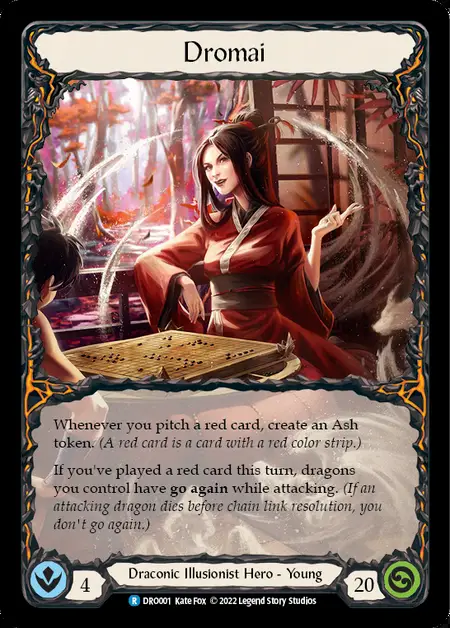 Dromai
Whenever you pitch a red card, create an Ash
token. (A red card is a card with a red color strip.)
If you've played a red card this turn, dragons
you control have go again while attacking. (If an
attacking dragon dies before chain link resolution, you
don't go again.)
4
Draconic Illusionist Hero - Young
20
R DRO001 Kate Fox © 2022 Legend Story Studios